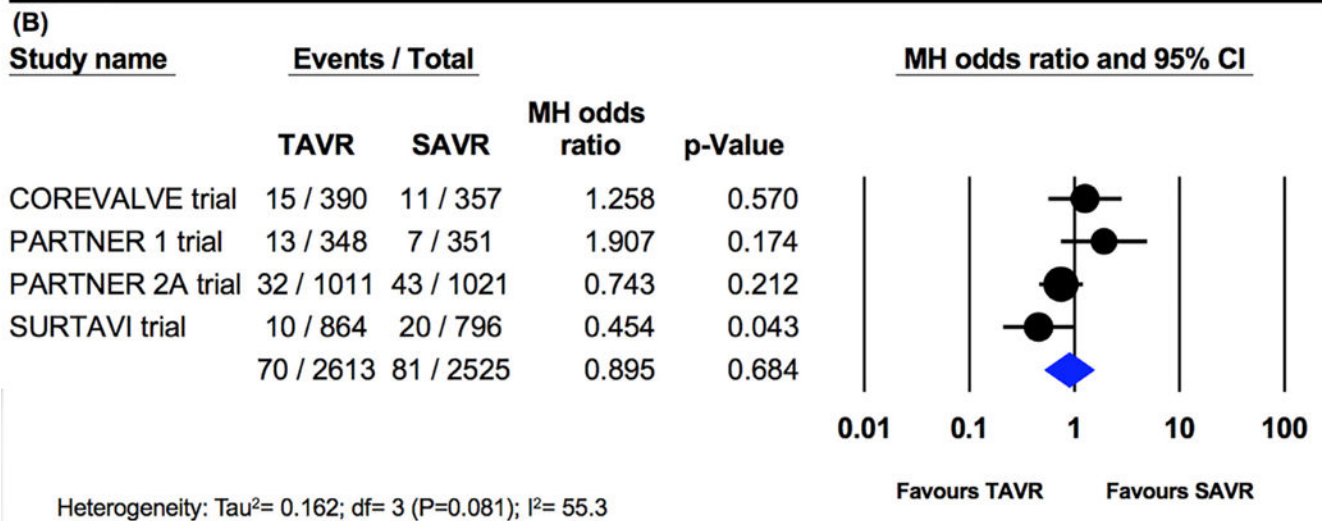 (B)
Study name Events / Total MH odds ratio and 95% CI
MH odds
TAVR SAVR ratio p-Value
COREVALVE trial 15 / 390 11 / 357 1.258 0.570
PARTNER 1 trial 13 / 348 7 / 351 1.907 0.174
PARTNER 2A trial 32 / 1011 43 / 1021 0.743 0.212
SURTAVI trial 10 / 864 20 / 796 0.454 0.043
70 / 2613 81 / 2525 0.895 0.684
0.01 0.1 1 10 100
Favours TAVR Favours SAVR
Heterogeneity: Tau²= 0.162; df= 3 (P=0.081); I²= 55.3